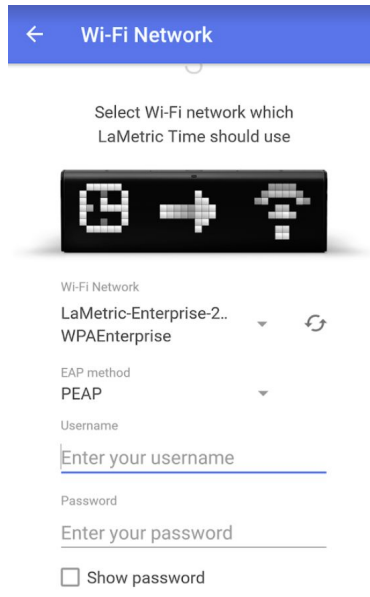 Wi-Fi Network
Select Wi-Fi network which
LaMetric Time should use
Wi-Fi Network
LaMetric-Enterprise-2..
WPAEnterprise
EAP method
PEAP
Username
Enter your username
Password
Enter your password
Show password